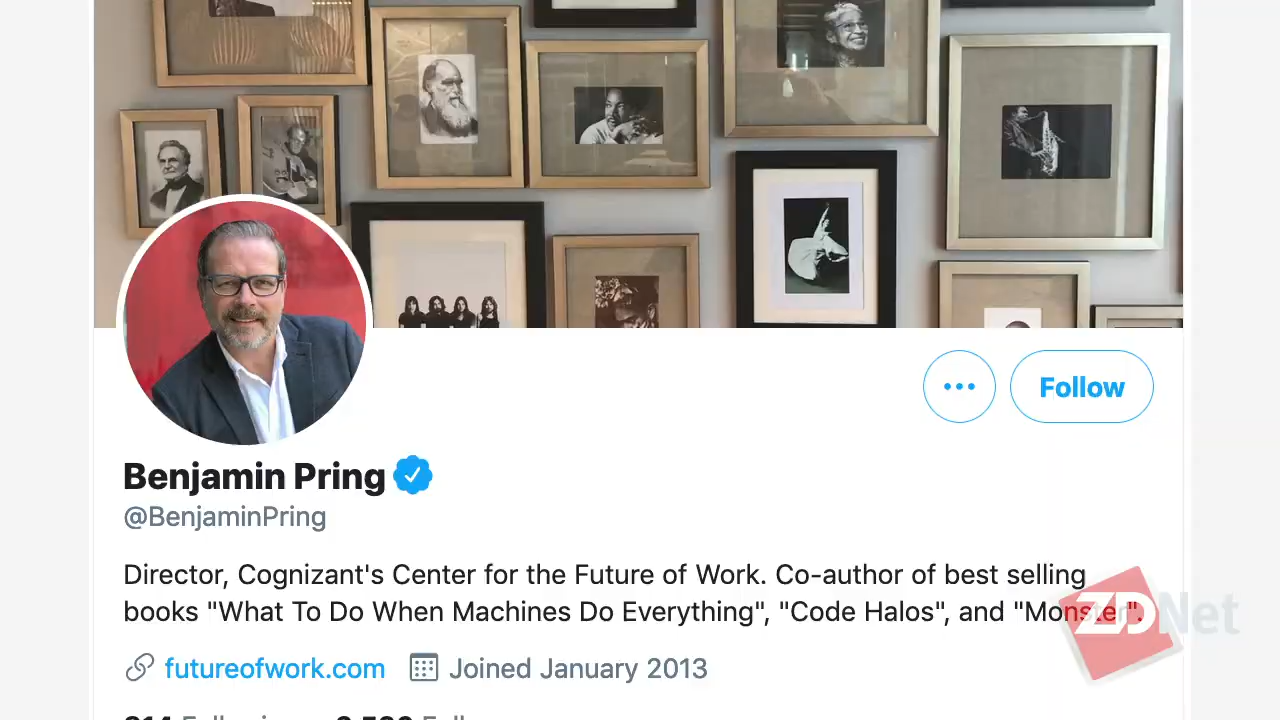 Follow
Benjamin Pring
@BenjaminPring
Director, Cognizant's Center for the Future of Work. Co-author of best selling
books "What To Do When Machines Do Everything", "Code Halos", and "Monster".
futureofwork.com Joined January 2013
ZDNet